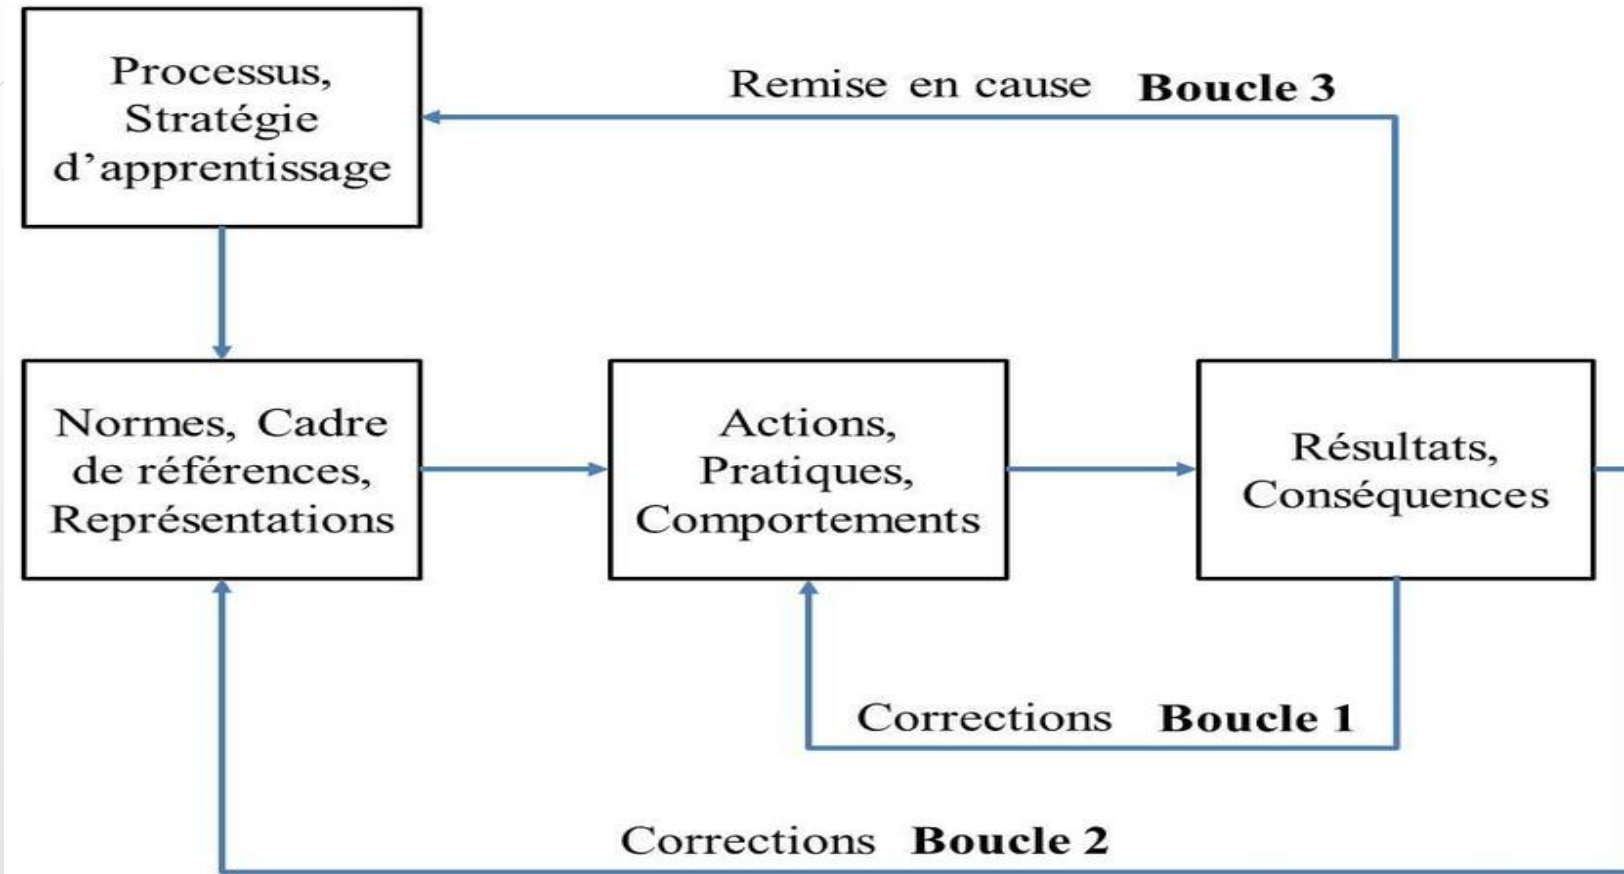 Processus,
Stratégie
d’apprentissage
Remise en cause Boucle 3
Normes, Cadre
de références,
Représentations
Actions,
Pratiques,
Comportements
Résultats,
Conséquences
Corrections Boucle 1
Corrections Boucle 2